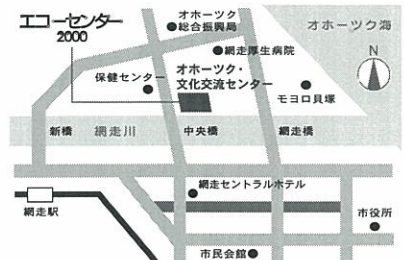 エコーセンター
2000
オホーツク
総合振興局
オホーツク海
網走厚生病院
N
保健センター
オホーツク・
文化交流センター
モヨロ貝塚
新橋
網走川
中央橋
網走橋
網走セントラルホテル
網走駅
市役所
市民会館